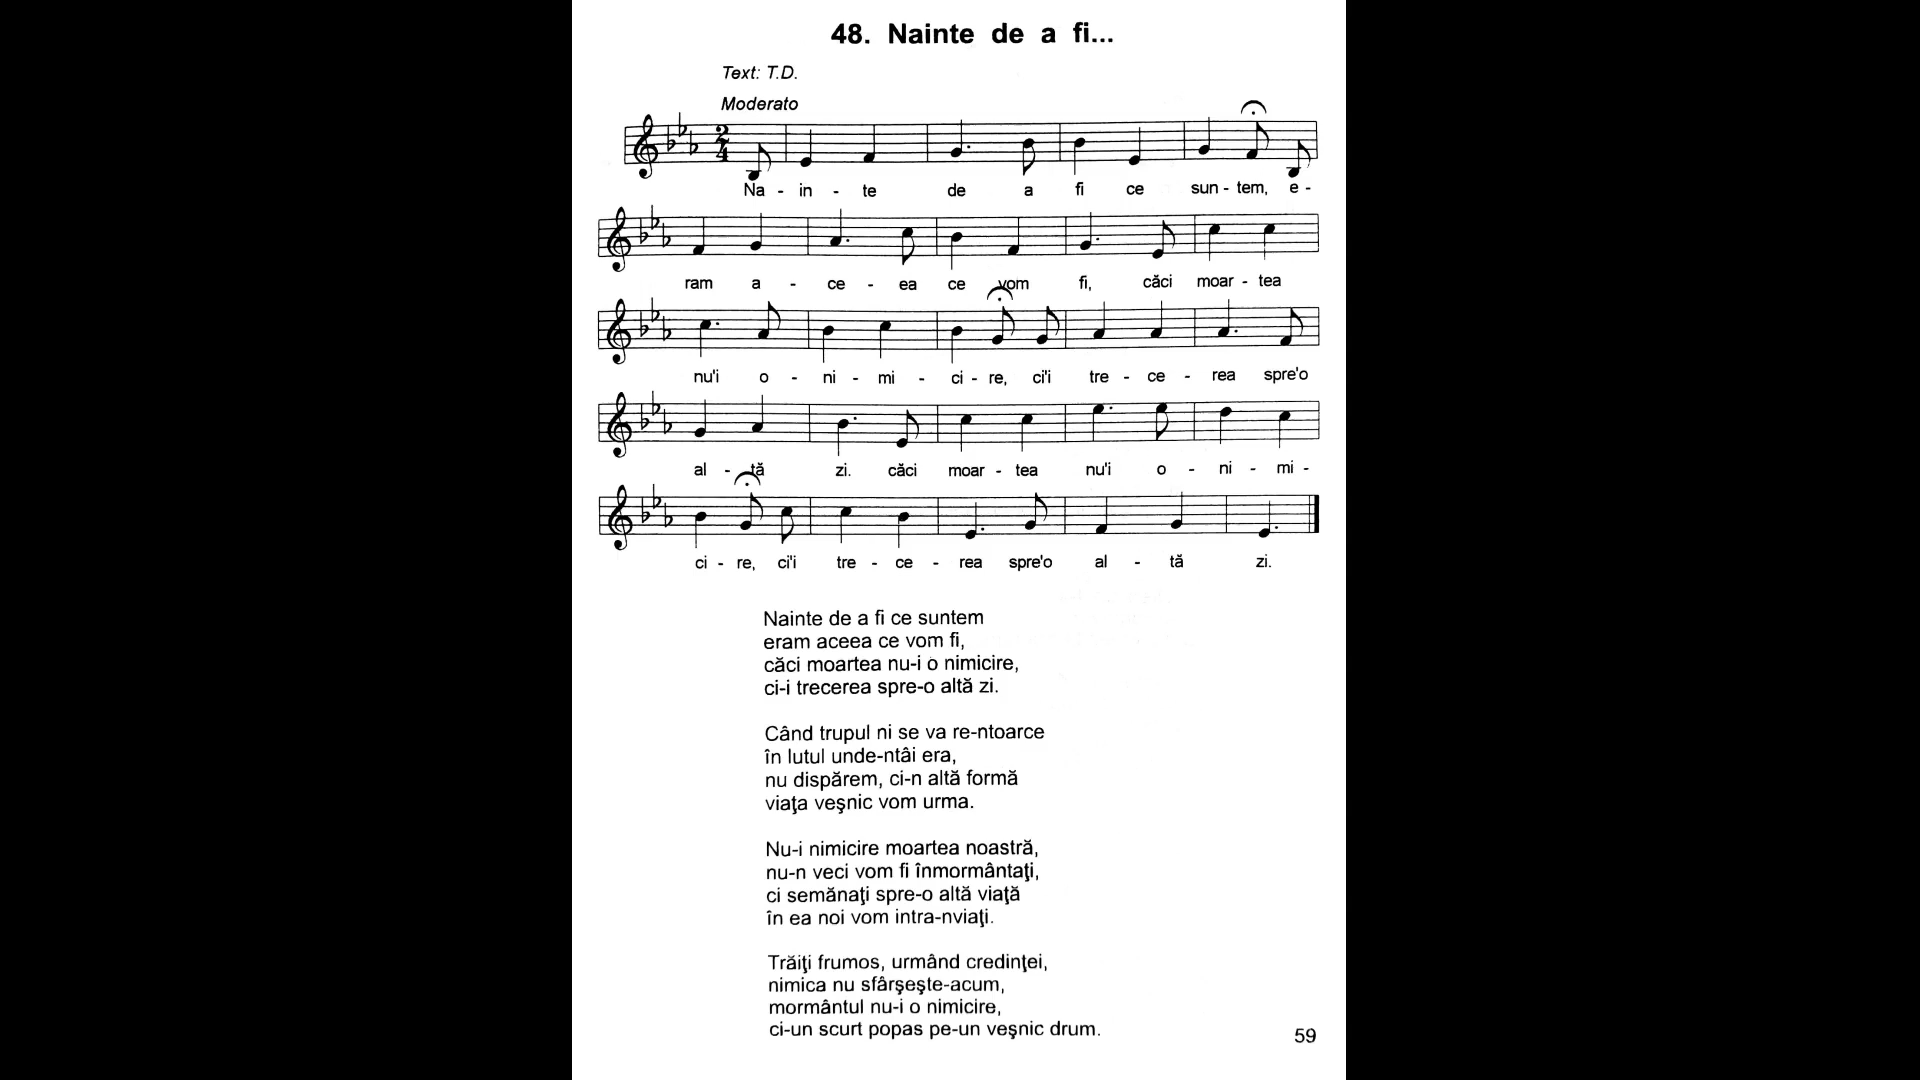 48. Nainte de a fi...
Text: T.D.
Moderato
2
4
Na - in - te de a fi ce sun - tem, e -
ram a - ce - ea ce vom fi, căci moar - tea
nu'i o - ni - mi - ci - re, ci'i tre - ce - rea spre'o
al - tă zi. căci moar - tea nu'i o - ni - mi -
ci - re, ci'i tre - ce - rea spre'o al - tă zi.
Nainte de a fi ce suntem
eram aceea ce vom fi,
căci moartea nu-i o nimicire,
ci-i trecerea spre-o altă zi.
Când trupul ni se va re-ntoarce
în lutul unde-ntâi era,
nu dispărem, ci-n altă formă
viaţa veşnic vom urma.
Nu-i nimicire moartea noastră,
nu-n veci vom fi înmormântaţi,
ci semănaţi spre-o altă viaţă
în ea noi vom intra-nviaţi.
Trăiţi frumos, urmând credinţei,
nimica nu sfârşeşte-acum,
mormântul nu-i o nimicire,
ci-un scurt popas pe-un veşnic drum.
59